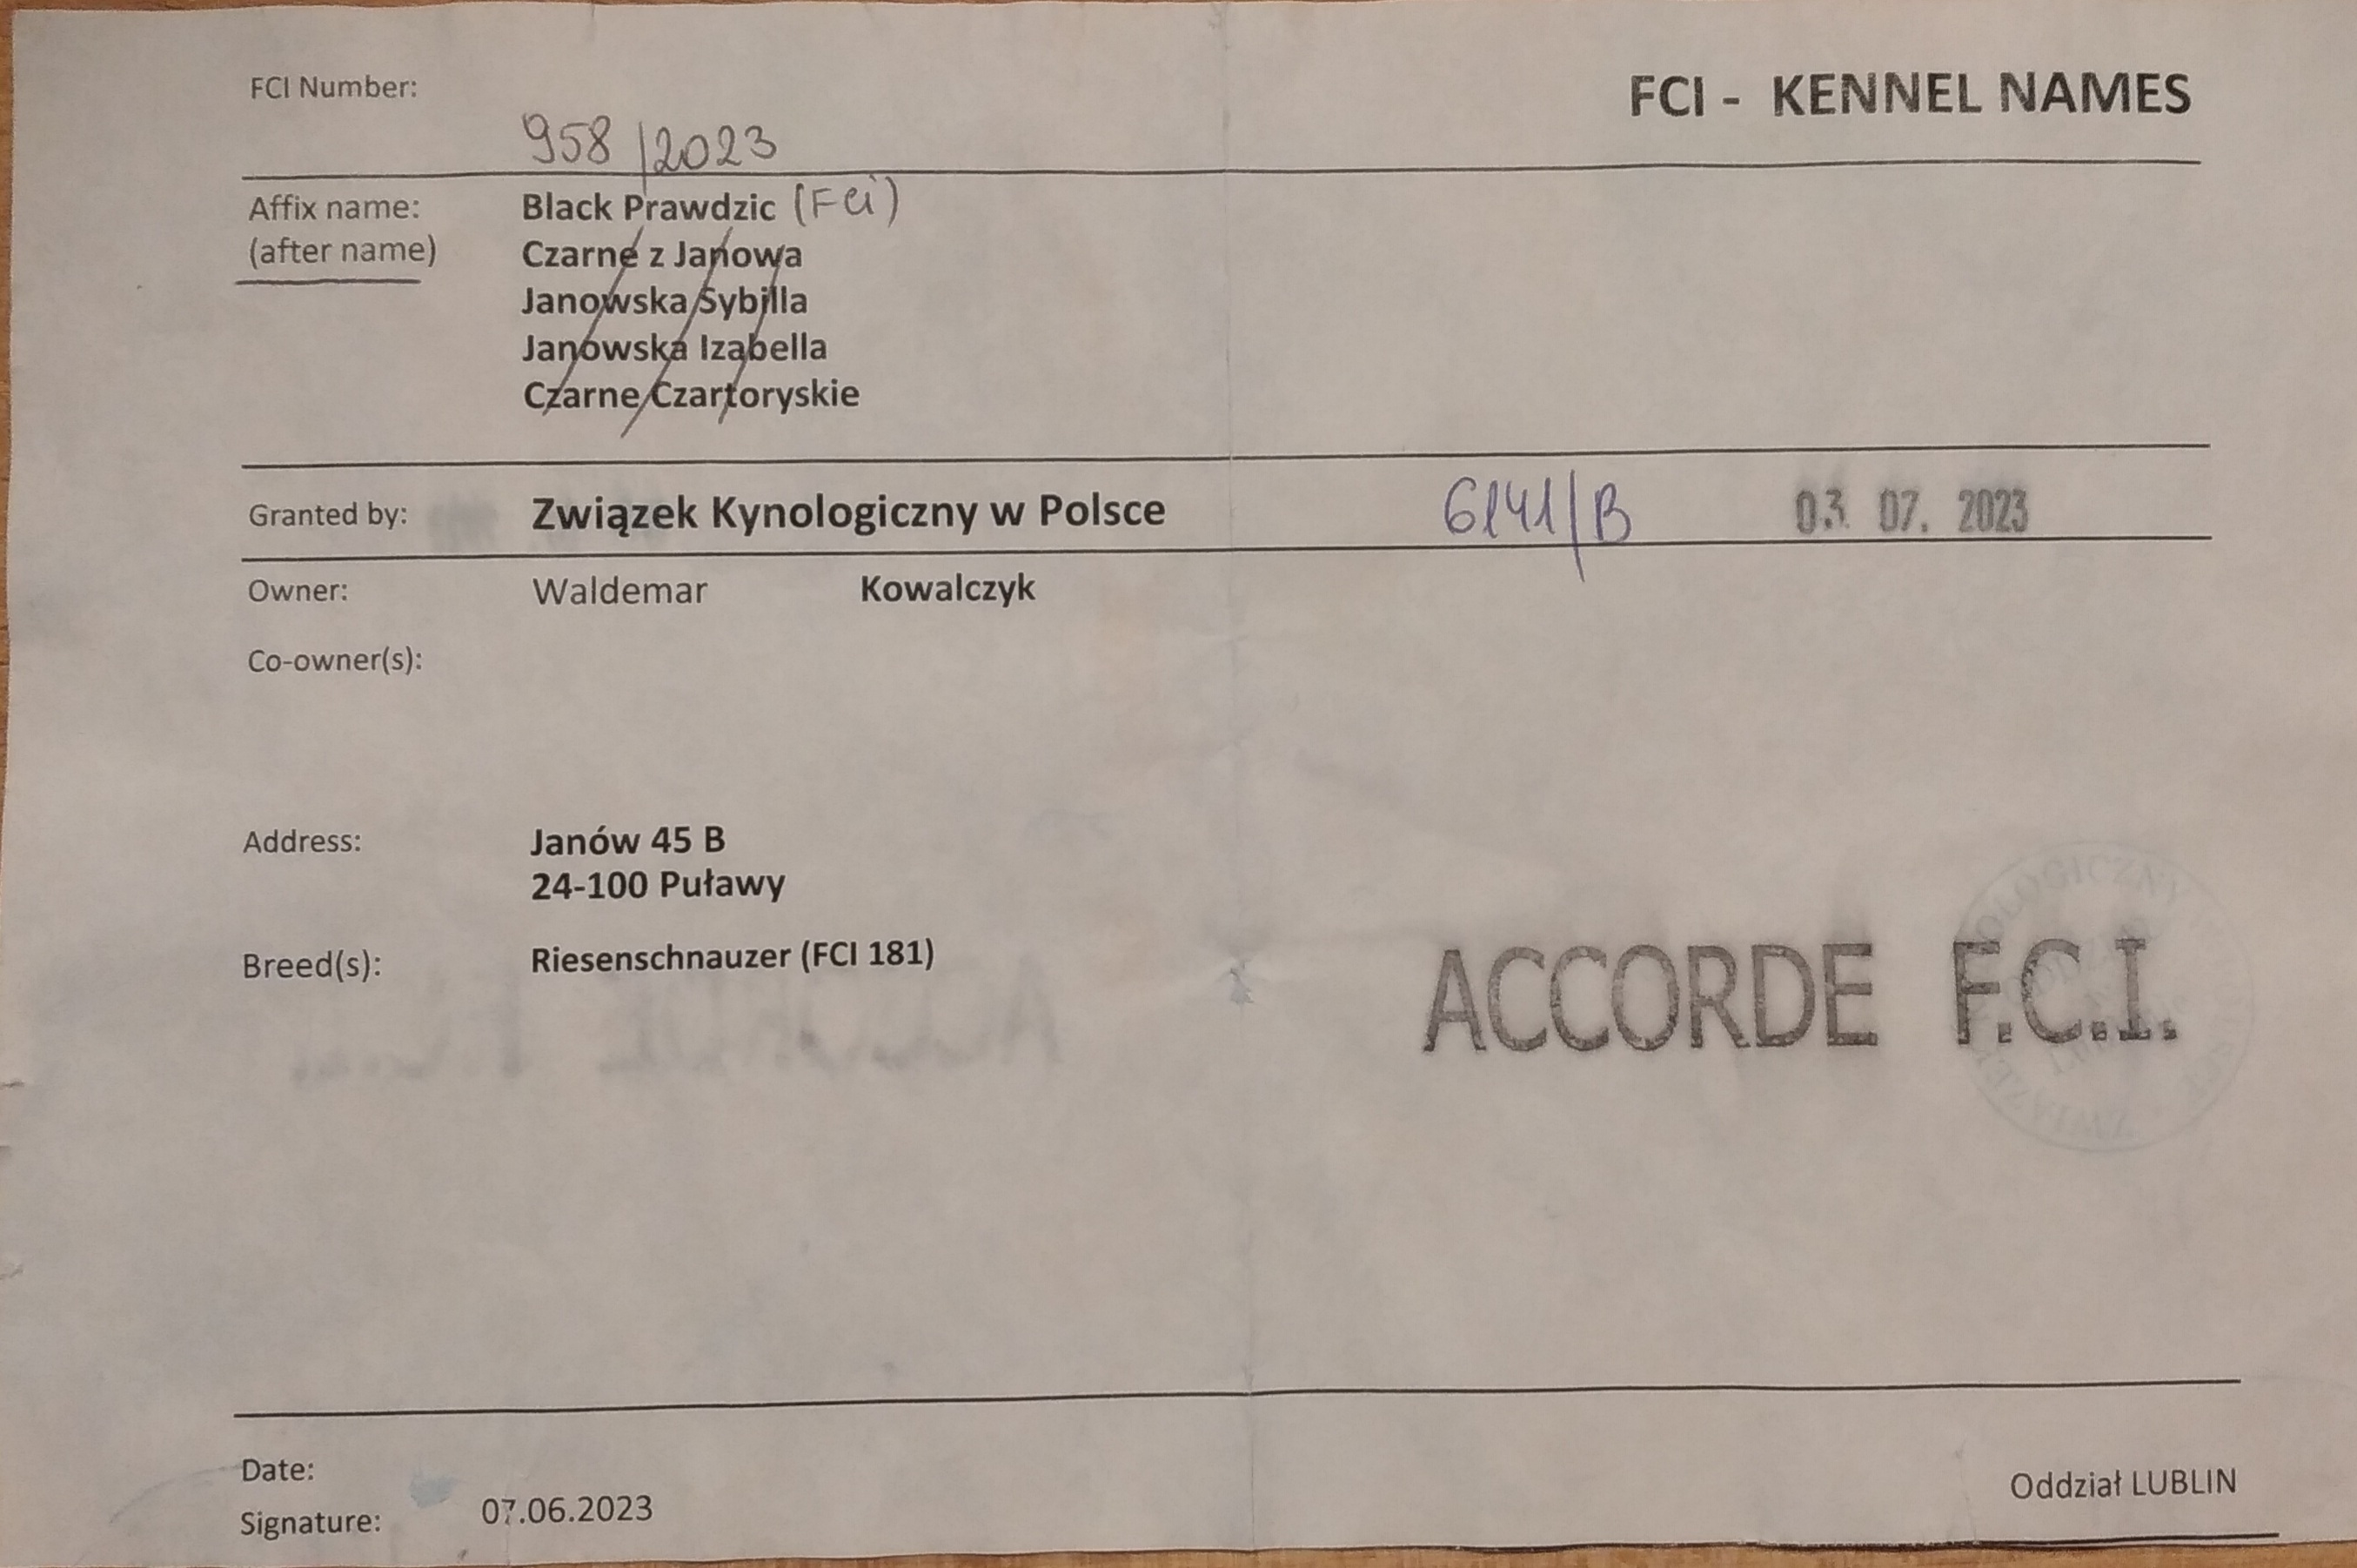 FCI Number:
FCI - KENNEL NAMES
958/2023
Affix name: Black Prawdzic (Fci)
(after name) Czarne z Janowa
Janowska Sybilla
Janowska Izabella
Czarne Czartoryskie
Granted by: Związek Kynologiczny w Polsce 6141/B 03. 07. 2023
Owner: Waldemar Kowalczyk
Co-owner(s):
Address: Janów 45 B
24-100 Puławy
Breed(s): Riesenschnauzer (FCI 181)
ACCORDE F.C.I.
Date:
Signature: 07.06.2023
Oddział LUBLIN